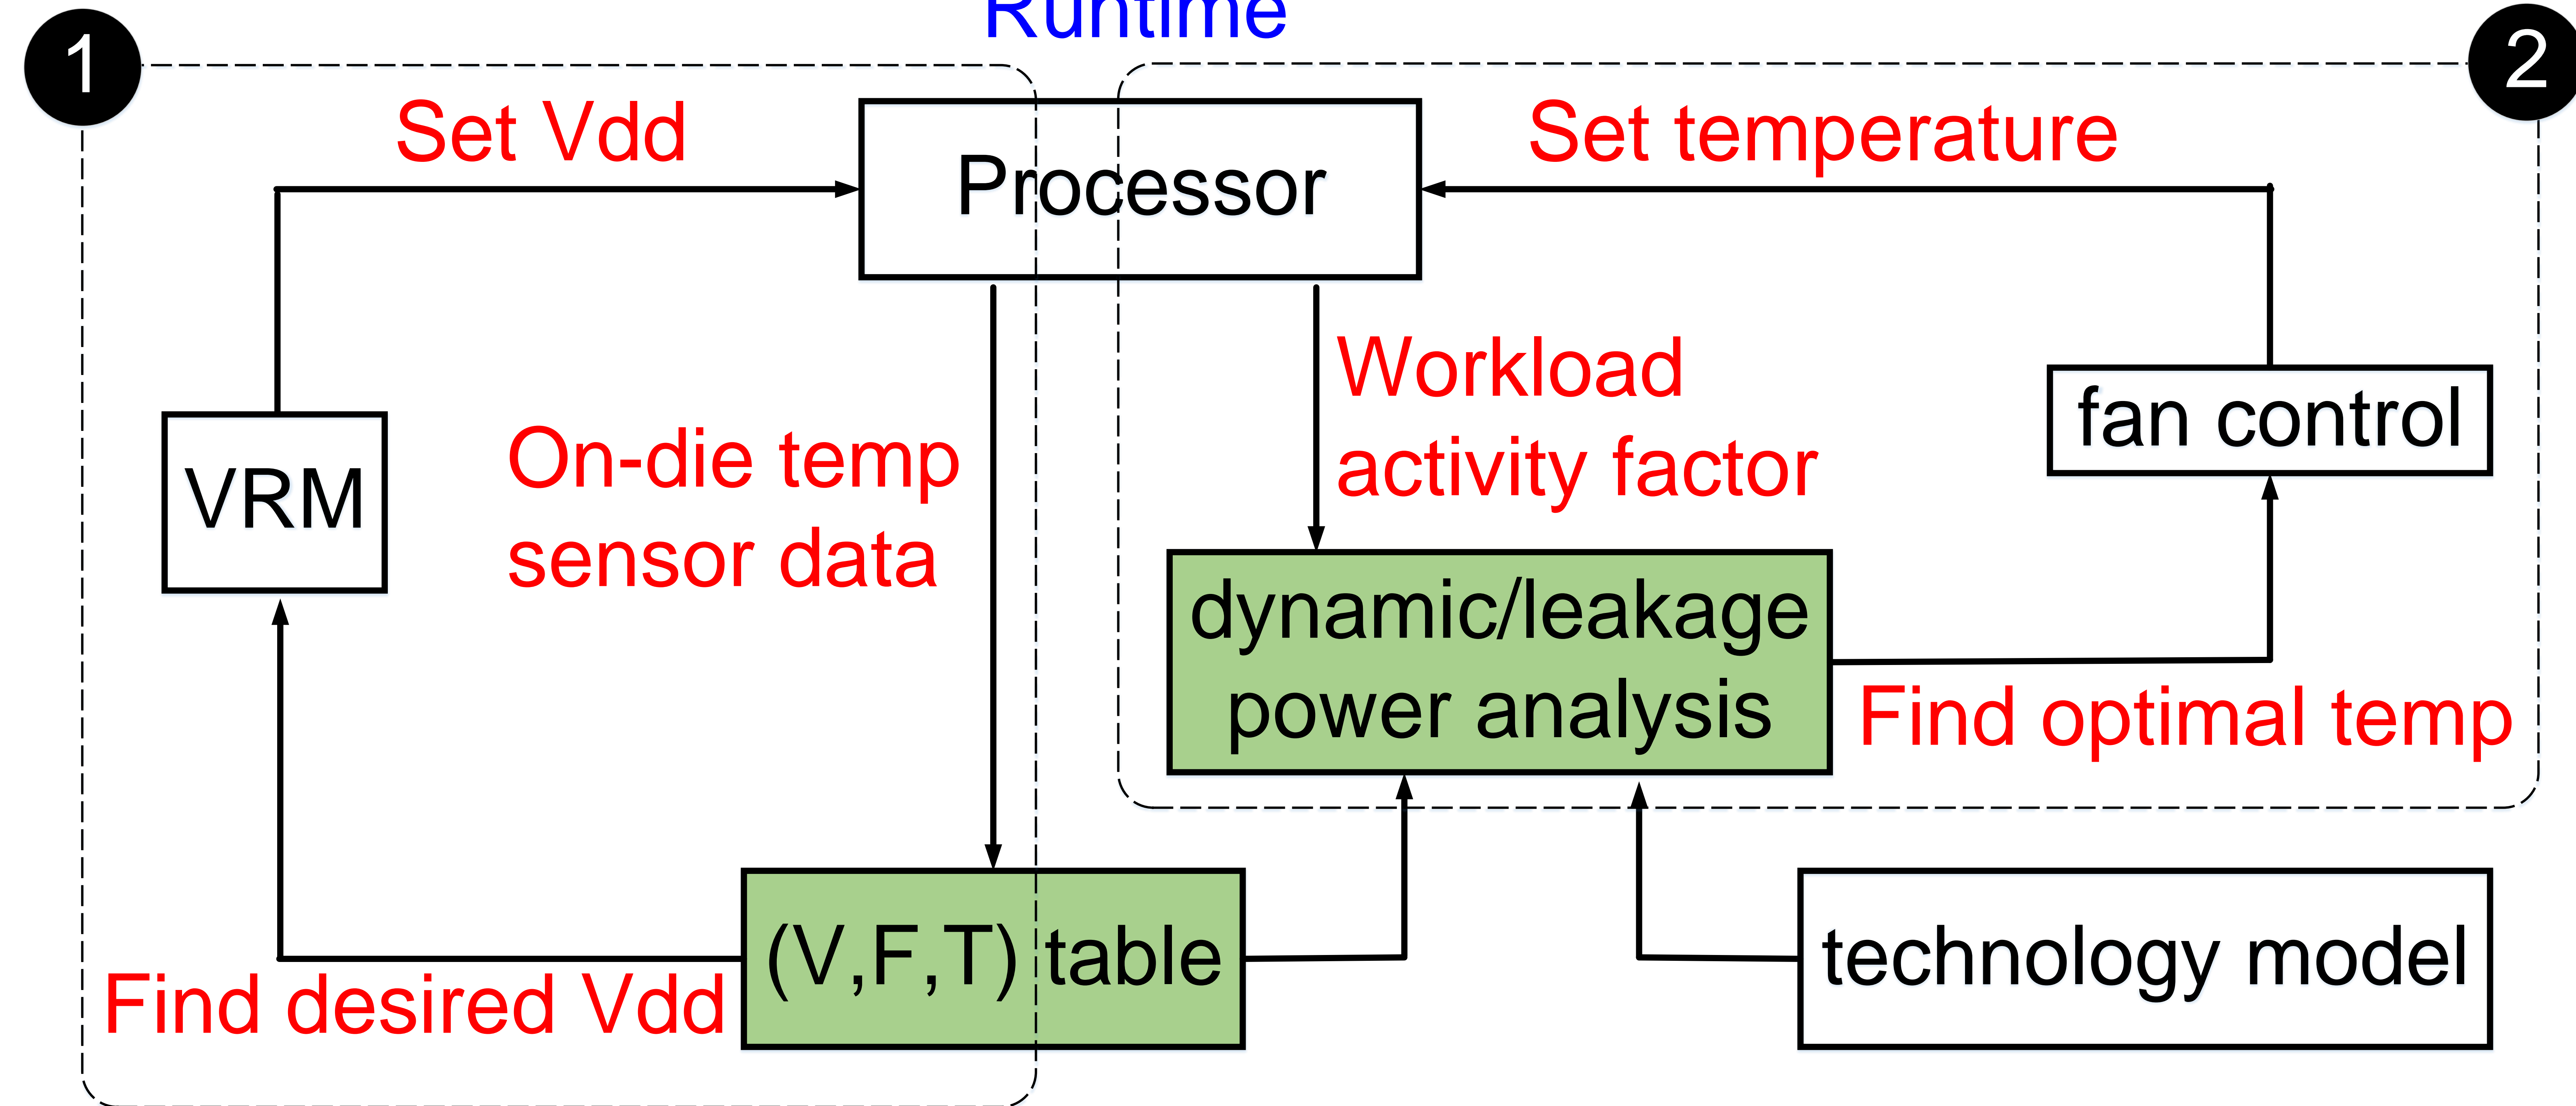 Runtime
1
2
Set Vdd
Processor
Set temperature
VRM
On-die temp
sensor data
Workload
activity factor
fan control
dynamic/leakage
power analysis
Find optimal temp
Find desired Vdd
(V,F,T) table
technology model